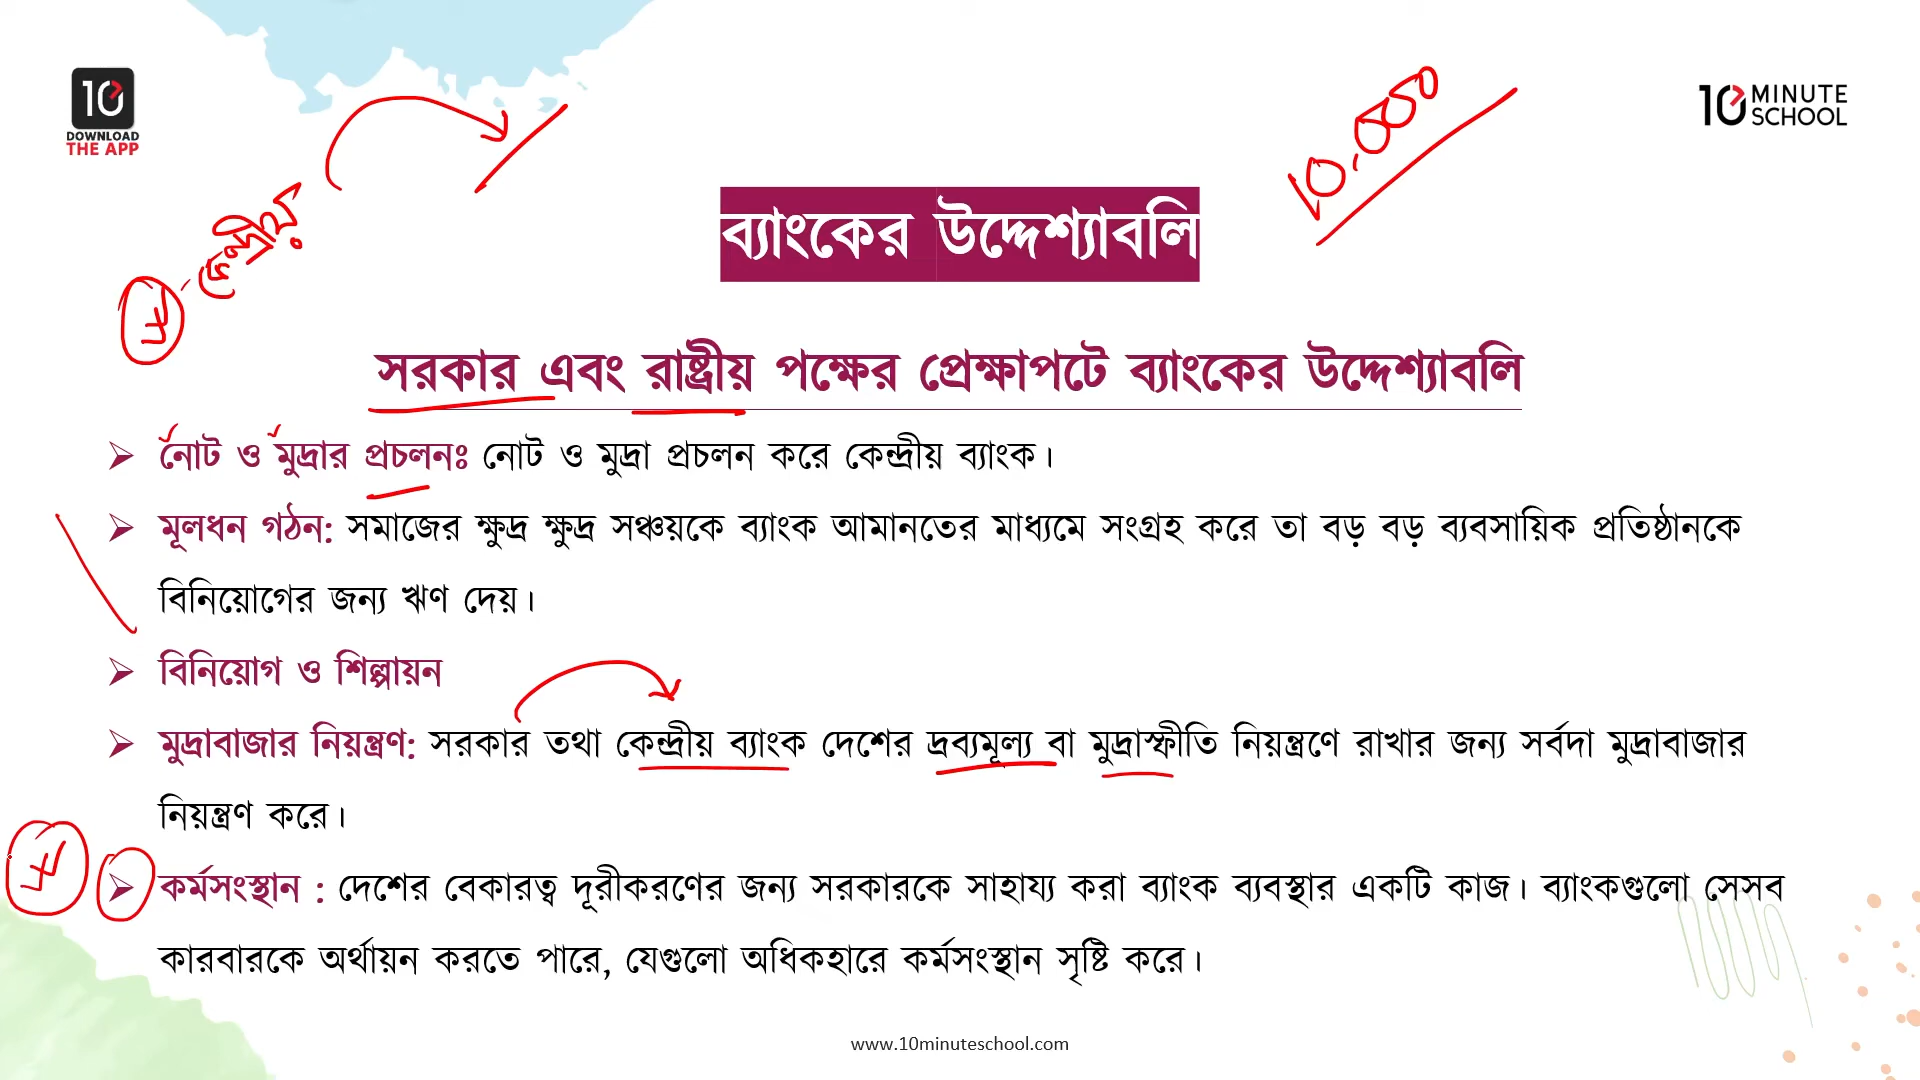 10
DOWNLOAD
THE APP
কেন্দ্রীয়
10,000
10 MINUTE
SCHOOL
ব্যাংকের উদ্দেশ্যাবলি
সরকার এবং রাষ্ট্রীয় পক্ষের প্রেক্ষাপটে ব্যাংকের উদ্দেশ্যাবলি
➢ নোট ও মুদ্রার প্রচলনঃ নোট ও মুদ্রা প্রচলন করে কেন্দ্রীয় ব্যাংক।
➢ মূলধন গঠন: সমাজের ক্ষুদ্র ক্ষুদ্র সঞ্চয়কে ব্যাংক আমানতের মাধ্যমে সংগ্রহ করে তা বড় বড় ব্যবসায়িক প্রতিষ্ঠানকে
বিনিয়োগের জন্য ঋণ দেয়।
➢ বিনিয়োগ ও শিল্পায়ন
➢ মুদ্রাবাজার নিয়ন্ত্রণ: সরকার তথা কেন্দ্রীয় ব্যাংক দেশের দ্রব্যমূল্য বা মুদ্রাস্ফীতি নিয়ন্ত্রণে রাখার জন্য সর্বদা মুদ্রাবাজার
নিয়ন্ত্রণ করে।
➢ কর্মসংস্থান : দেশের বেকারত্ব দূরীকরণের জন্য সরকারকে সাহায্য করা ব্যাংক ব্যবস্থার একটি কাজ। ব্যাংকগুলো সেসব
কারবারকে অর্থায়ন করতে পারে, যেগুলো অধিকহারে কর্মসংস্থান সৃষ্টি করে।
www.10minuteschool.com